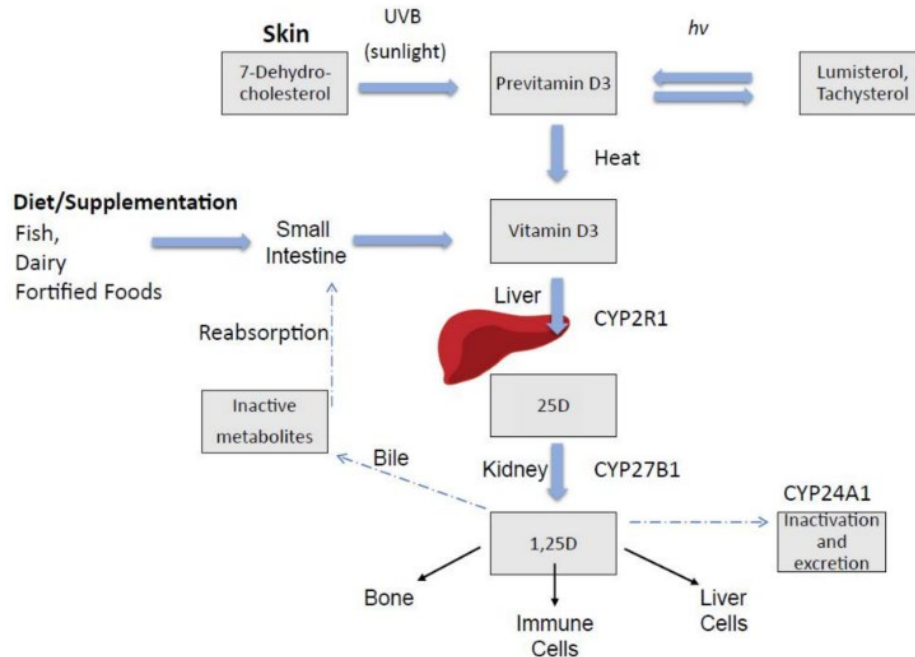 Skin
UVB
(sunlight)
hv
7-Dehydro-
cholesterol
Previtamin D3
Lumisterol,
Tachysterol
Heat
Diet/Supplementation
Fish,
Dairy
Fortified Foods
Small
Intestine
Vitamin D3
Liver
CYP2R1
Reabsorption
25D
Inactive
metabolites
Bile
Kidney
CYP27B1
CYP24A1
Inactivation
and
excretion
1,25D
Bone
Immune
Cells
Liver
Cells